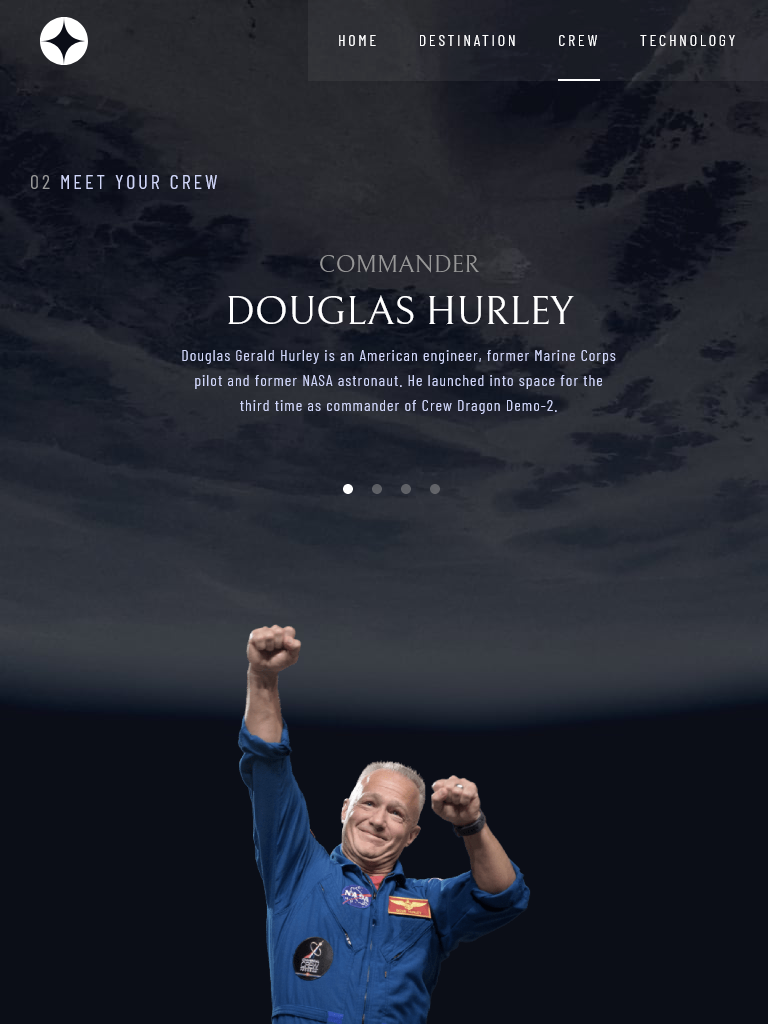 HOME DESTINATION CREW TECHNOLOGY
02 MEET YOUR CREW
COMMANDER
DOUGLAS HURLEY
Douglas Gerald Hurley is an American engineer, former Marine Corps
pilot and former NASA astronaut. He launched into space for the
third time as commander of Crew Dragon Demo-2.
NASA